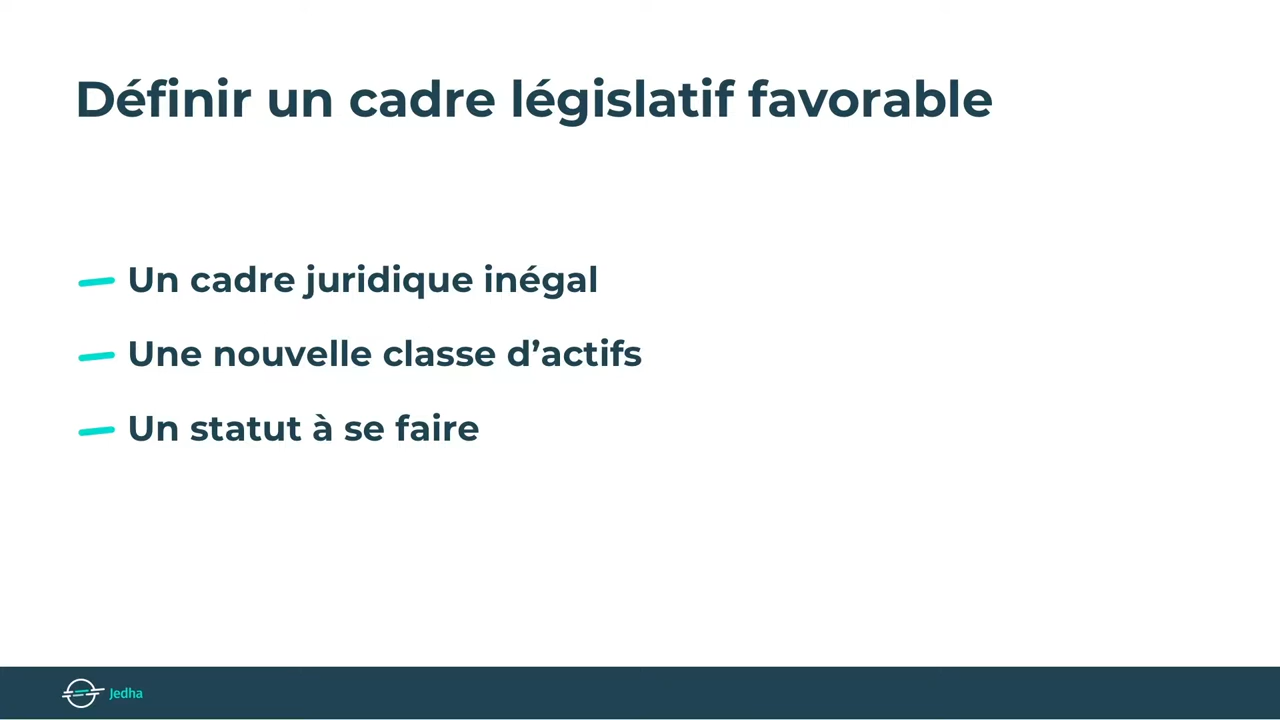 Définir un cadre législatif favorable
Un cadre juridique inégal
Une nouvelle classe d’actifs
Un statut à se faire
Jedha